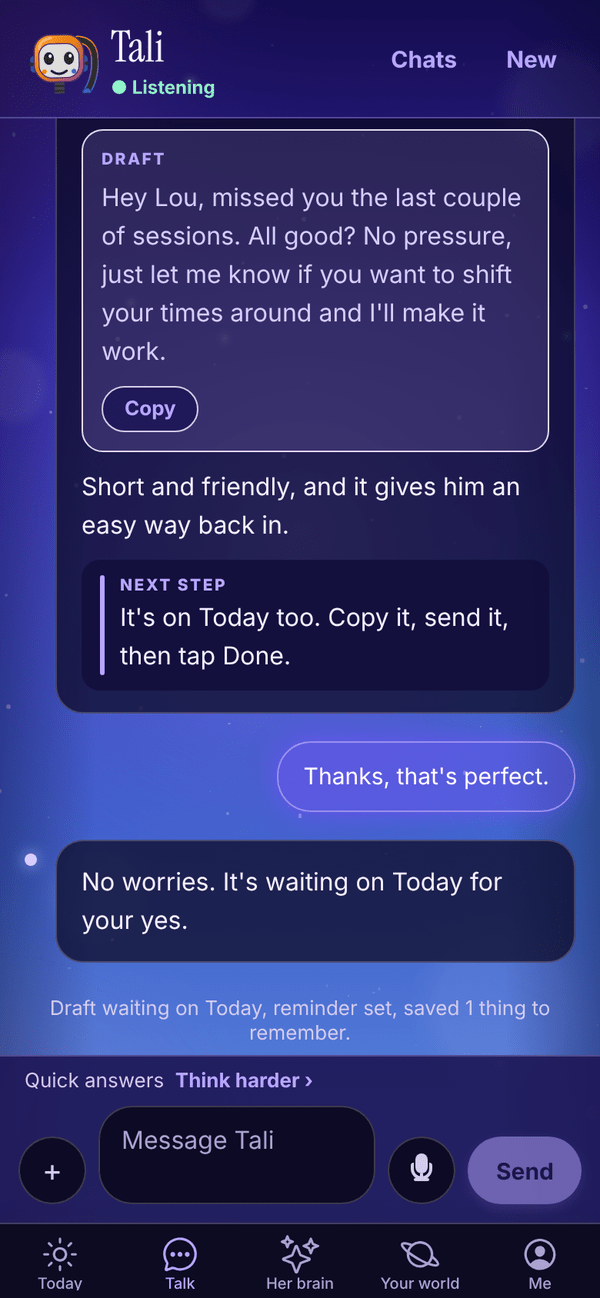 Tali
Listening
Chats
New
DRAFT
Hey Lou, missed you the last couple
of sessions. All good? No pressure,
just let me know if you want to shift
your times around and I'll make it
work.
Copy
Short and friendly, and it gives him an
easy way back in.
NEXT STEP
It's on Today too. Copy it, send it,
then tap Done.
Thanks, that's perfect.
No worries. It's waiting on Today for
your yes.
Draft waiting on Today, reminder set, saved 1 thing to
remember.
Quick answers Think harder ›
+
Message Tali
Send
Today
Talk
Her brain
Your world
Me